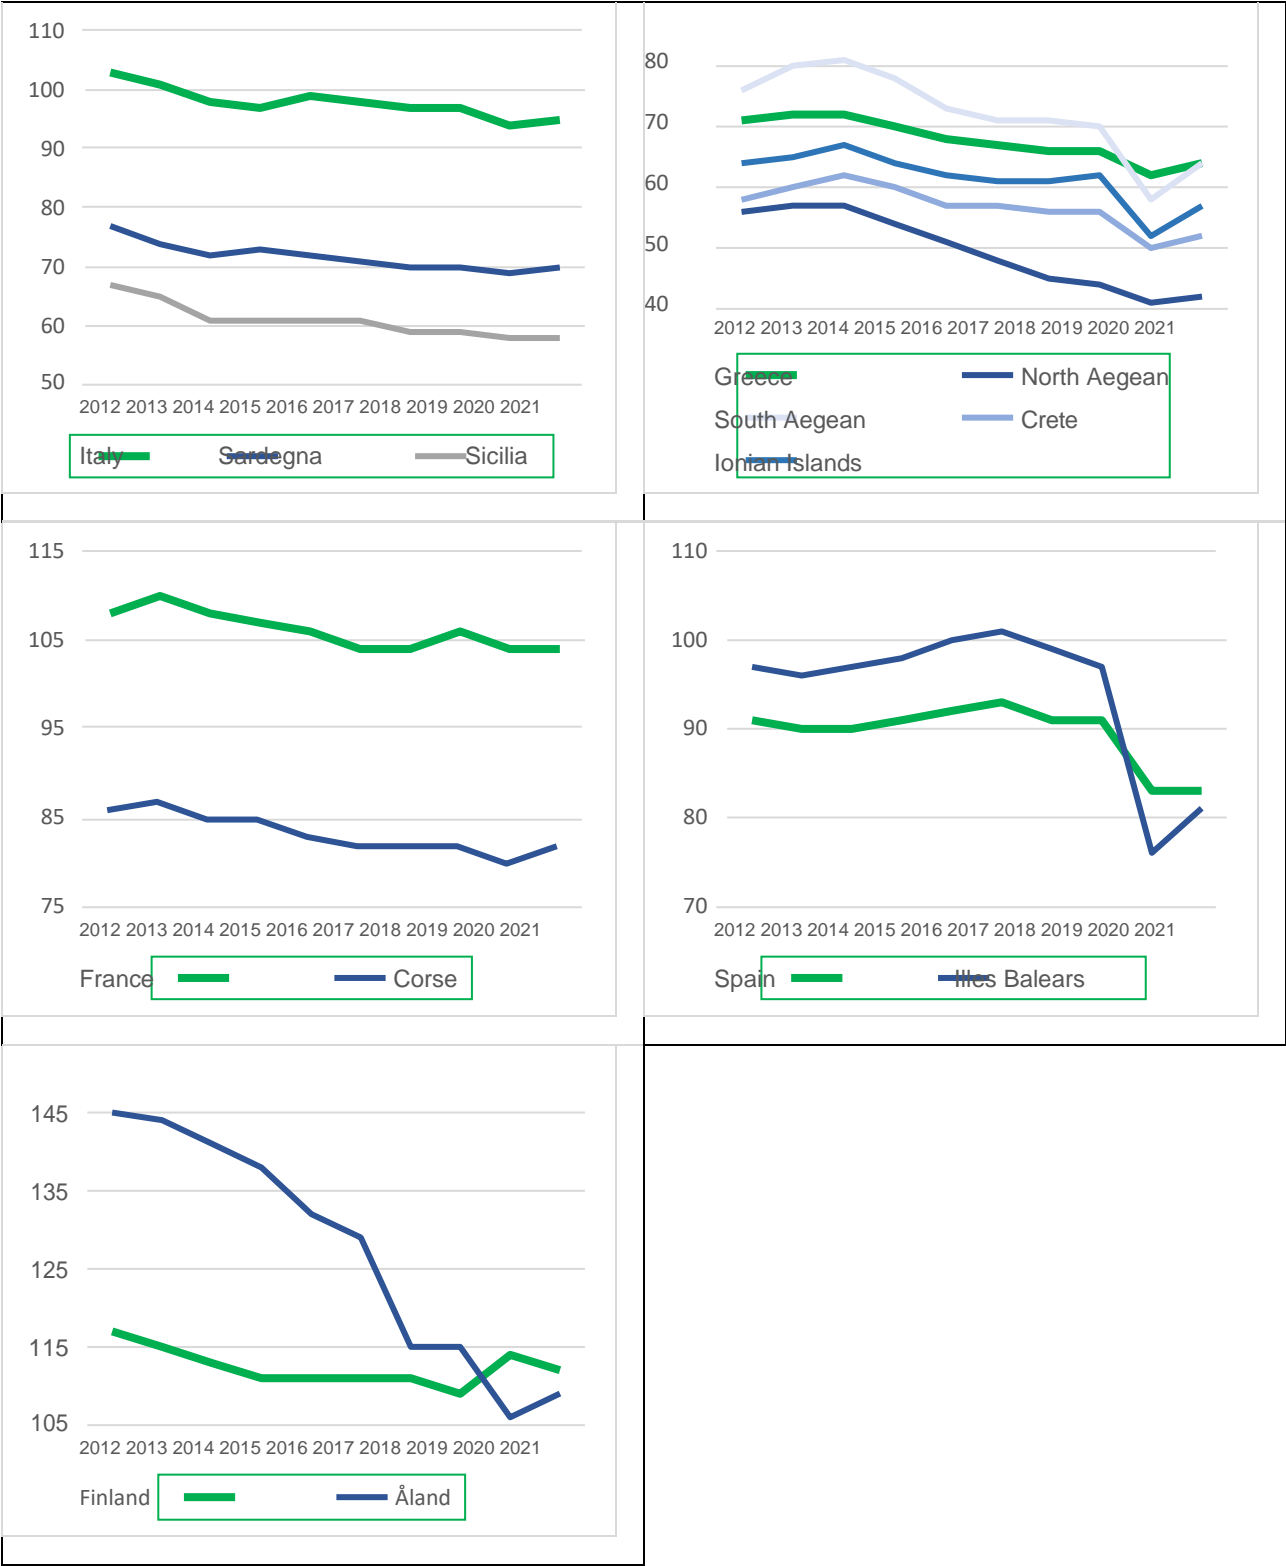 110
100
90
80
70
60
50
2012 2013 2014 2015 2016 2017 2018 2019 2020 2021
Italy Sardegna Sicilia
80
70
60
50
40
2012 2013 2014 2015 2016 2017 2018 2019 2020 2021
Greece North Aegean
South Aegean Crete
Ionian Islands
115
105
95
85
75
2012 2013 2014 2015 2016 2017 2018 2019 2020 2021
France Corse
110
100
90
80
70
2012 2013 2014 2015 2016 2017 2018 2019 2020 2021
Spain Illes Balears
145
135
125
115
105
2012 2013 2014 2015 2016 2017 2018 2019 2020 2021
Finland Åland